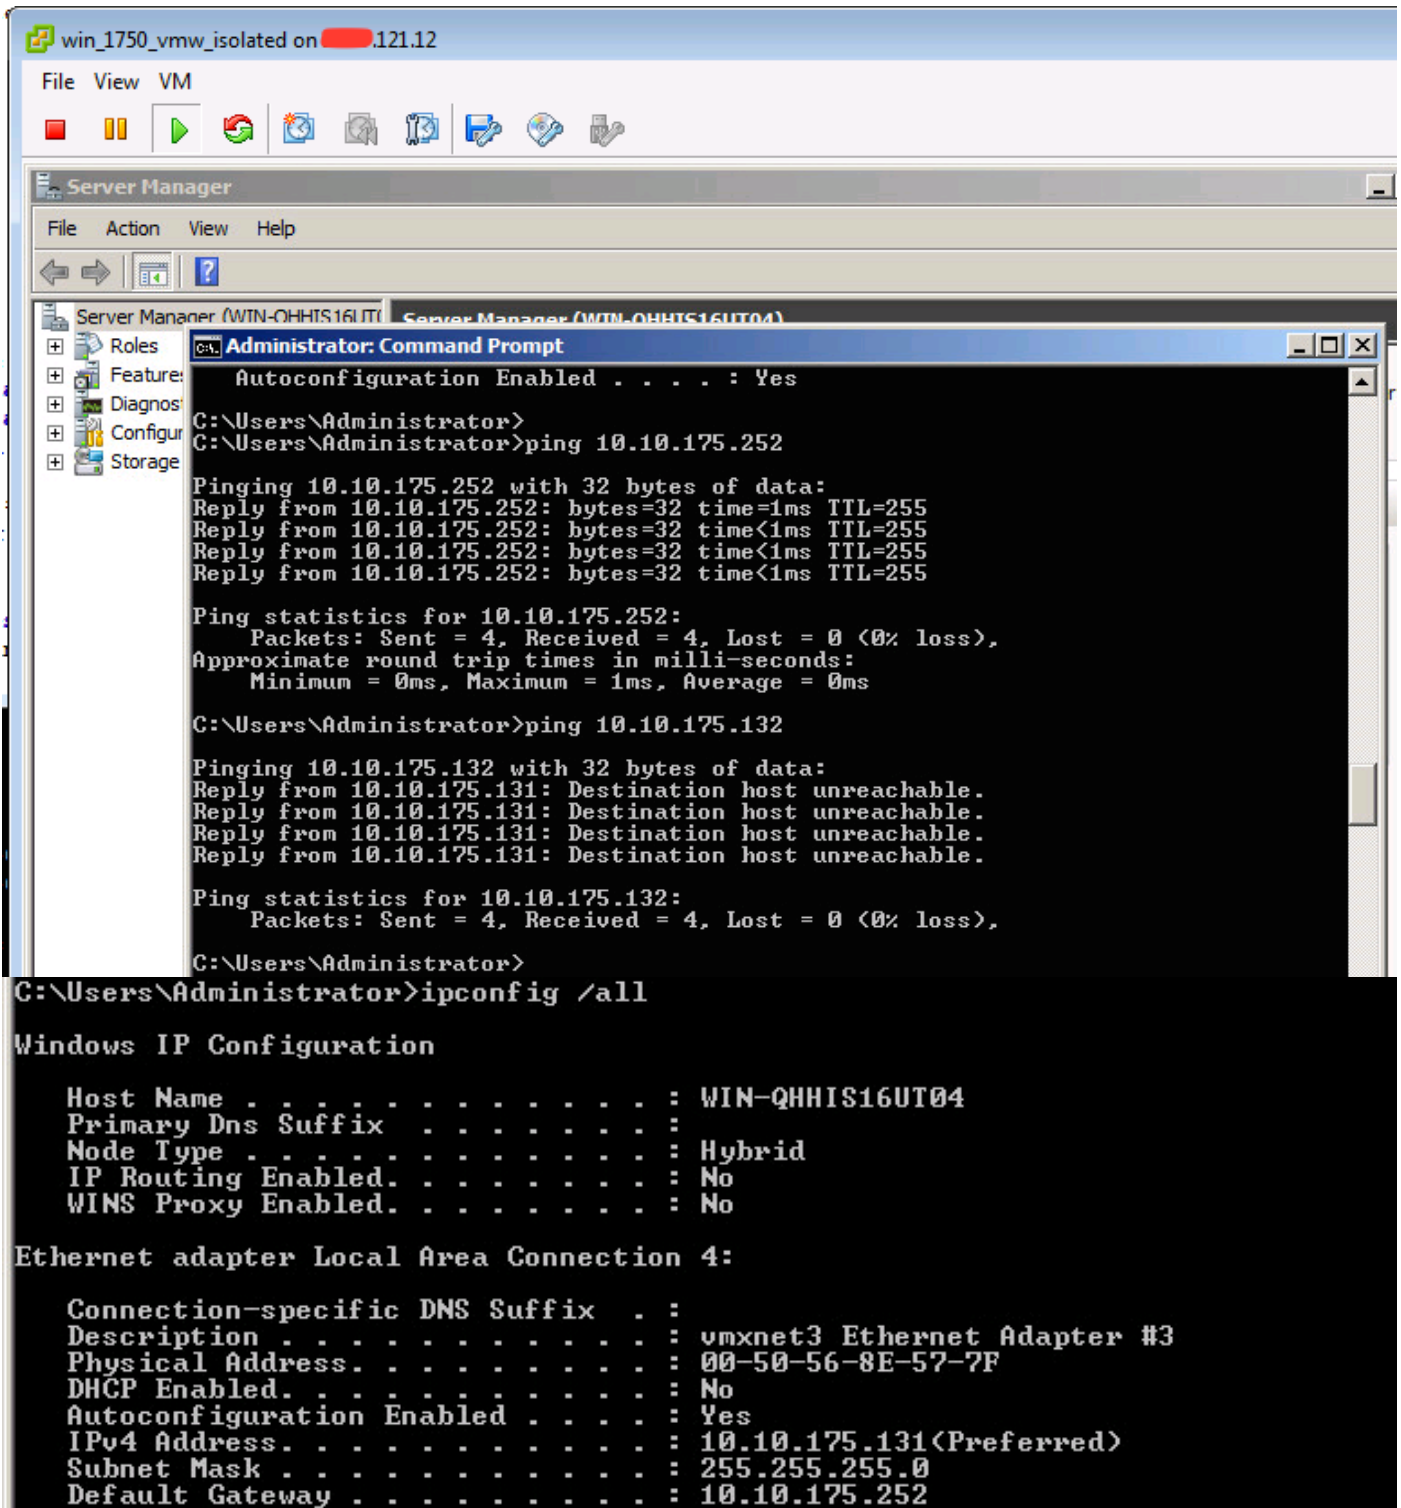 win_1750_vmw_isolated on .121.12
File View VM
Server Manager
File Action View Help
Server Manager (WIN-QHHIS16UT0
Server Manager (WIN-QHHIS16UT04)
Roles
Features
Diagnos
Configur
Storage
Administrator: Command Prompt
Autoconfiguration Enabled . . . . : Yes
C:\Users\Administrator>
C:\Users\Administrator>ping 10.10.175.252
Pinging 10.10.175.252 with 32 bytes of data:
Reply from 10.10.175.252: bytes=32 time=1ms TTL=255
Reply from 10.10.175.252: bytes=32 time<1ms TTL=255
Reply from 10.10.175.252: bytes=32 time<1ms TTL=255
Reply from 10.10.175.252: bytes=32 time<1ms TTL=255
Ping statistics for 10.10.175.252:
Packets: Sent = 4, Received = 4, Lost = 0 (0% loss),
Approximate round trip times in milli-seconds:
Minimum = 0ms, Maximum = 1ms, Average = 0ms
C:\Users\Administrator>ping 10.10.175.132
Pinging 10.10.175.132 with 32 bytes of data:
Reply from 10.10.175.131: Destination host unreachable.
Reply from 10.10.175.131: Destination host unreachable.
Reply from 10.10.175.131: Destination host unreachable.
Reply from 10.10.175.131: Destination host unreachable.
Ping statistics for 10.10.175.132:
Packets: Sent = 4, Received = 4, Lost = 0 (0% loss),
C:\Users\Administrator>
C:\Users\Administrator>ipconfig /all
Windows IP Configuration
Host Name . . . . . . . . . . . . : WIN-QHHIS16UT04
Primary Dns Suffix . . . . . . . :
Node Type . . . . . . . . . . . . : Hybrid
IP Routing Enabled. . . . . . . . : No
WINS Proxy Enabled. . . . . . . . : No
Ethernet adapter Local Area Connection 4:
Connection-specific DNS Suffix . :
Description . . . . . . . . . . . : vmxnet3 Ethernet Adapter #3
Physical Address. . . . . . . . . : 00-50-56-8E-57-7F
DHCP Enabled. . . . . . . . . . . : No
Autoconfiguration Enabled . . . . : Yes
IPv4 Address. . . . . . . . . . . : 10.10.175.131(Preferred)
Subnet Mask . . . . . . . . . . . : 255.255.255.0
Default Gateway . . . . . . . . . : 10.10.175.252